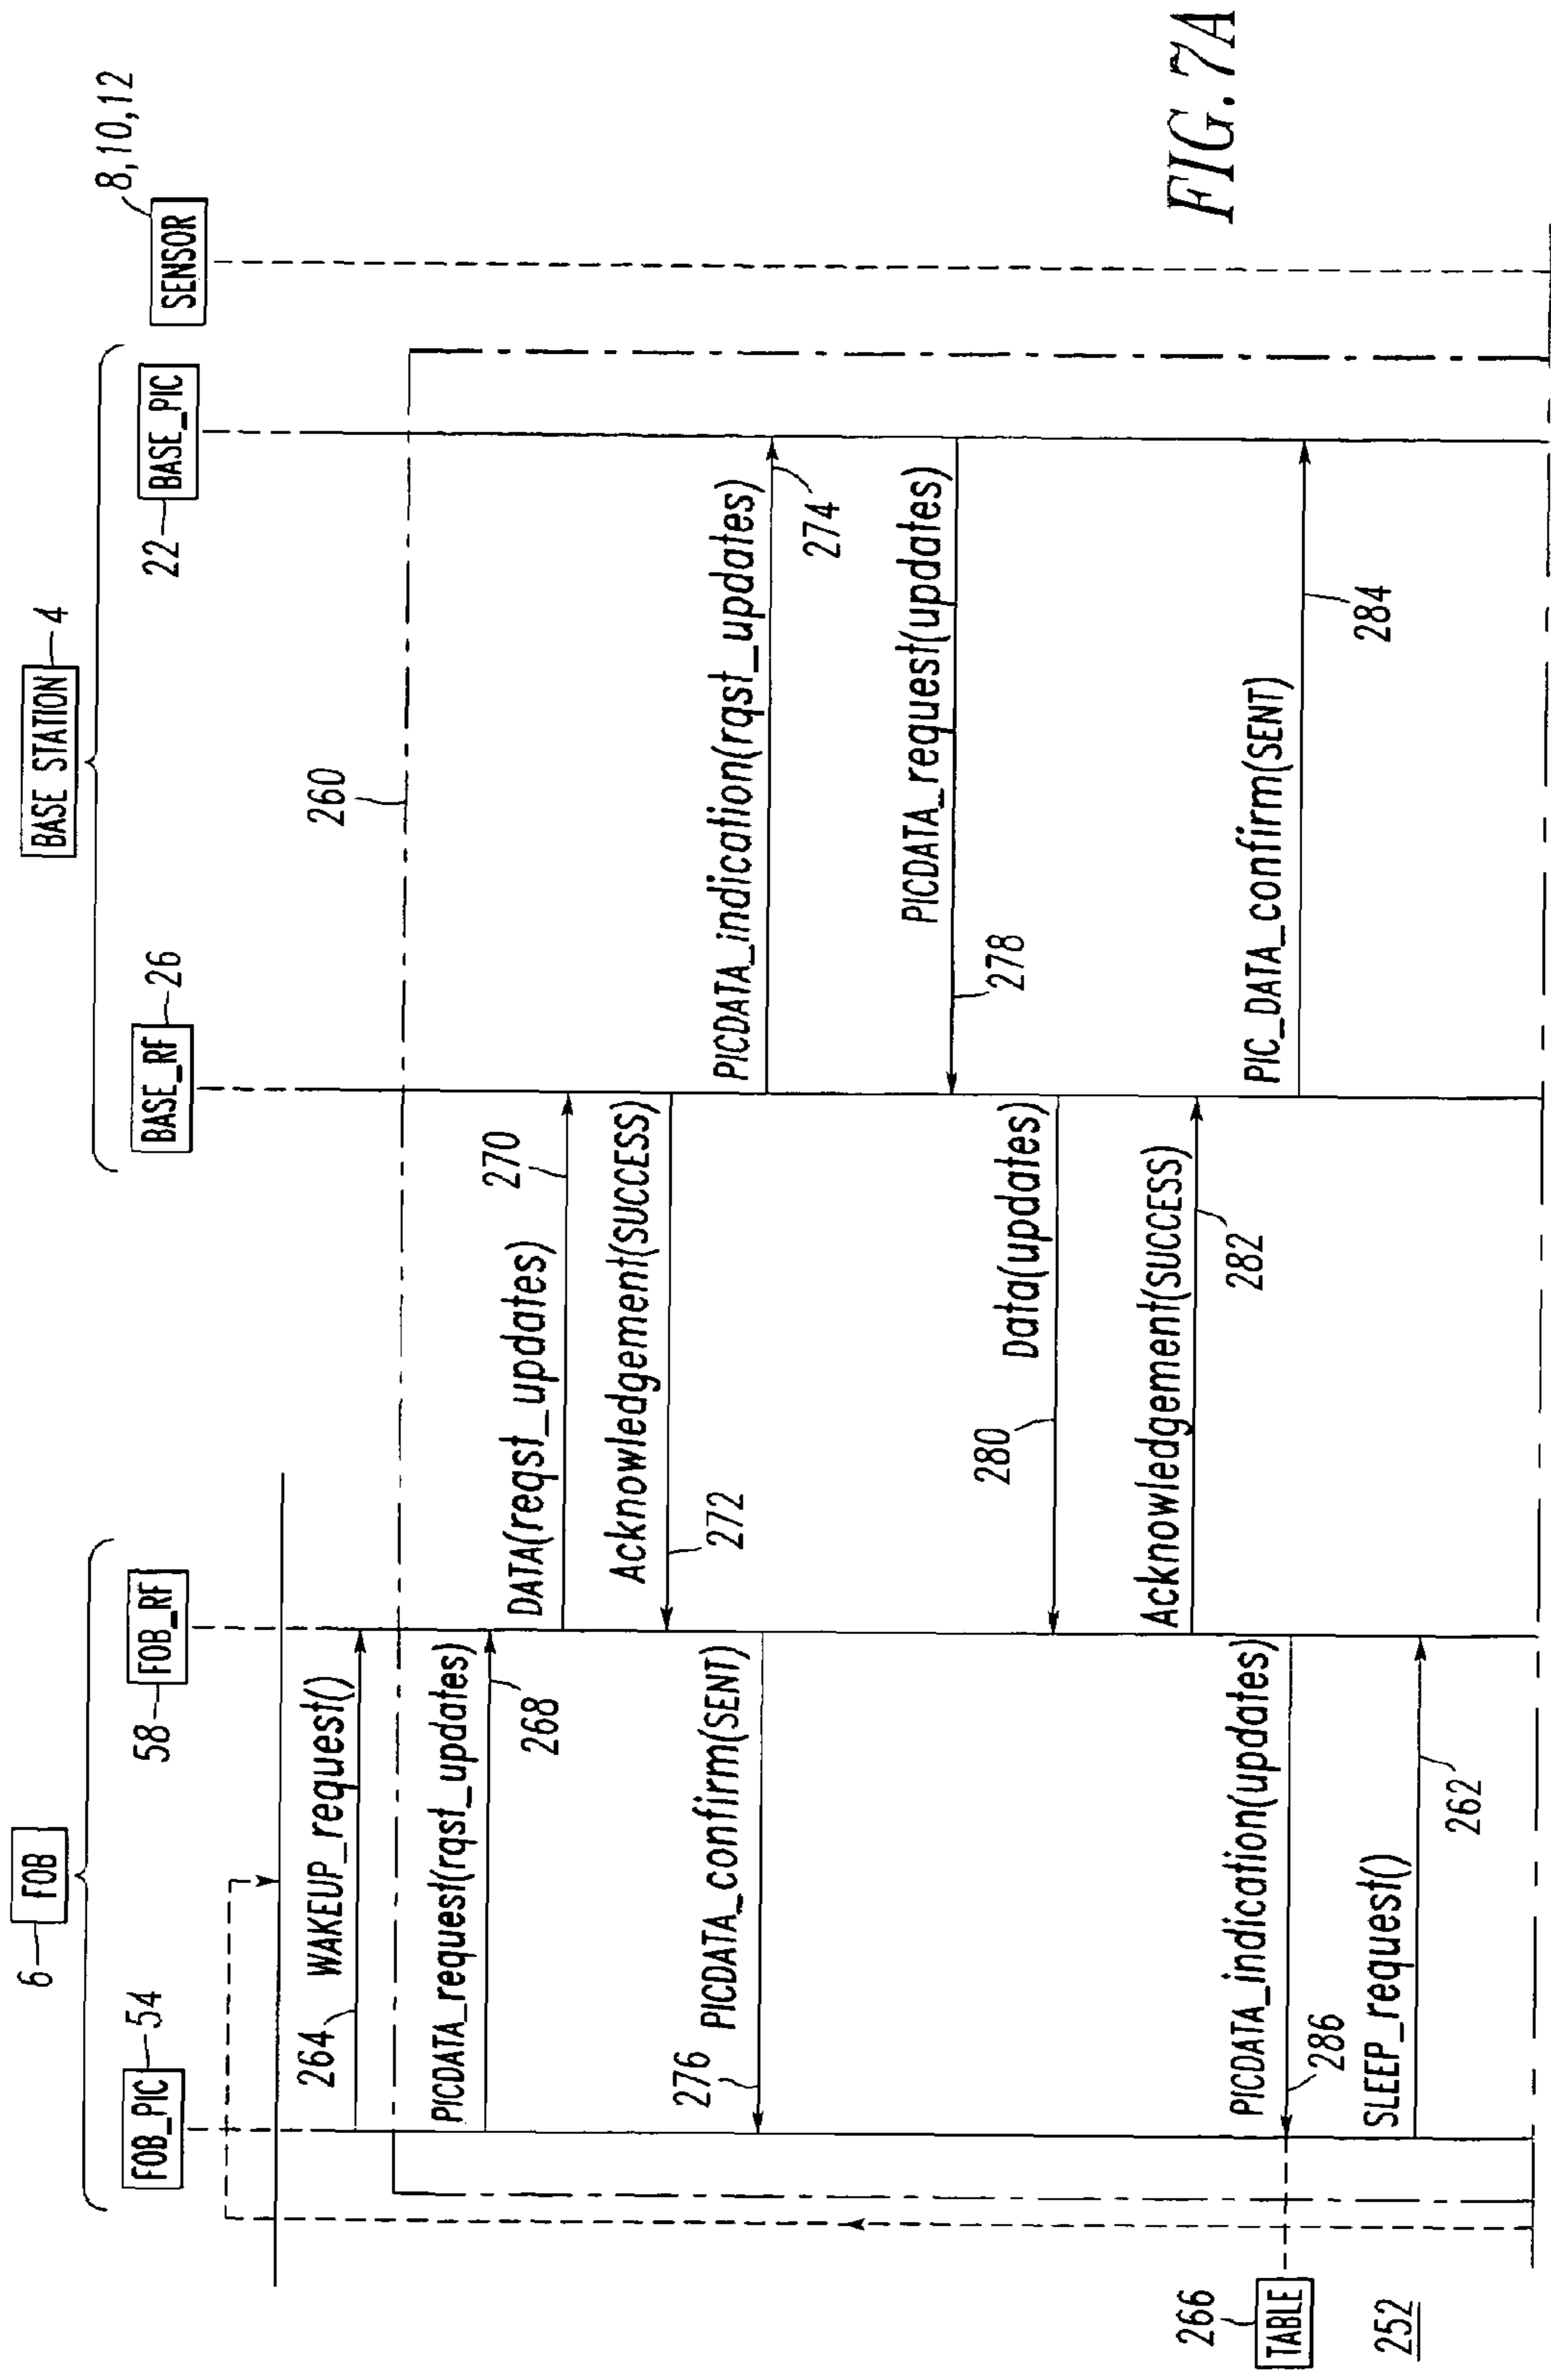 6
FOB
BASE STATION
4
FOB_PIC
54
58
FOB_RF
BASE_RF
26
22
BASE_PIC
SENSOR
8,10,12
264
WAKEUP_request()
260
PICDATA_request(rqst_updates)
268
DATA(reqst_updates)
270
Acknowledgement(SUCCESS)
272
PICDATA_indication(rqst_updates)
274
276
PICDATA_confirm(SENT)
PICDATA_request(updates)
278
280
Data(updates)
Acknowledgement(SUCCESS)
282
PIC_DATA_confirm(SENT)
284
PICDATA_indication(updates)
286
266
TABLE
SLEEP_request()
262
252
FIG. 7A